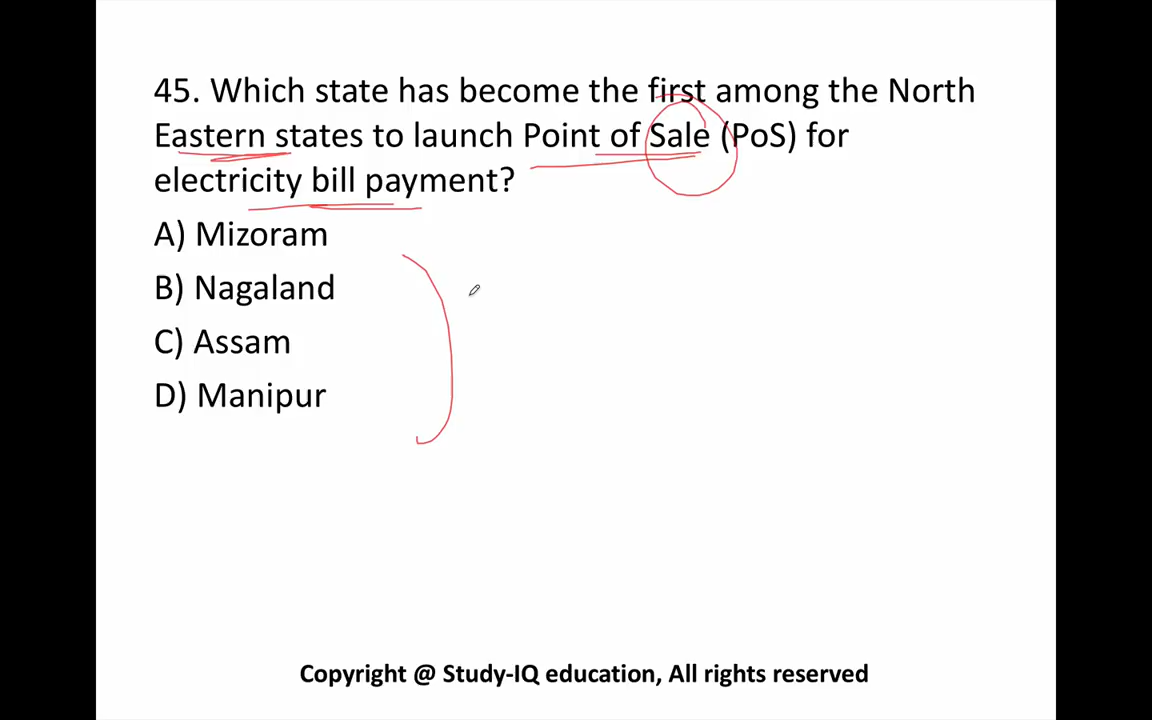 45. Which state has become the first among the North
Eastern states to launch Point of Sale (PoS) for
electricity bill payment?
A) Mizoram
B) Nagaland
C) Assam
D) Manipur
Copyright @ Study-IQ education, All rights reserved